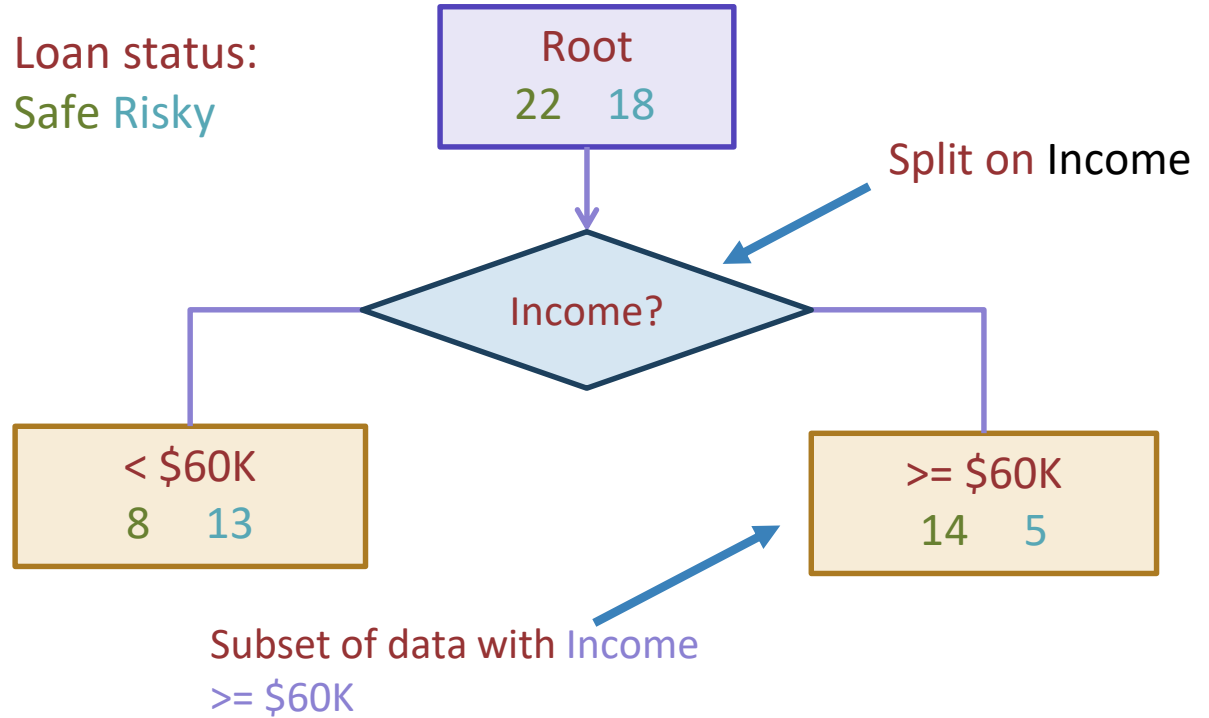 Loan status:
Safe Risky
Root
22 18
Split on Income
Income?
< $60K
8 13
>= $60K
14 5
Subset of data with Income
>= $60K